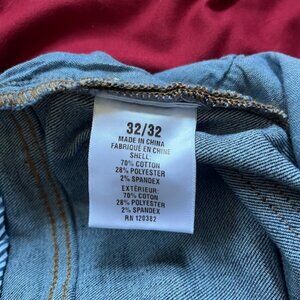 32/32
MADE IN CHINA
FABRIQUÉ EN CHINE
SHELL:
70% COTTON
28% POLYESTER
2% SPANDEX
EXTÉRIEUR:
70% COTON
28% POLYESTER
2% SPANDEX
RN 120382